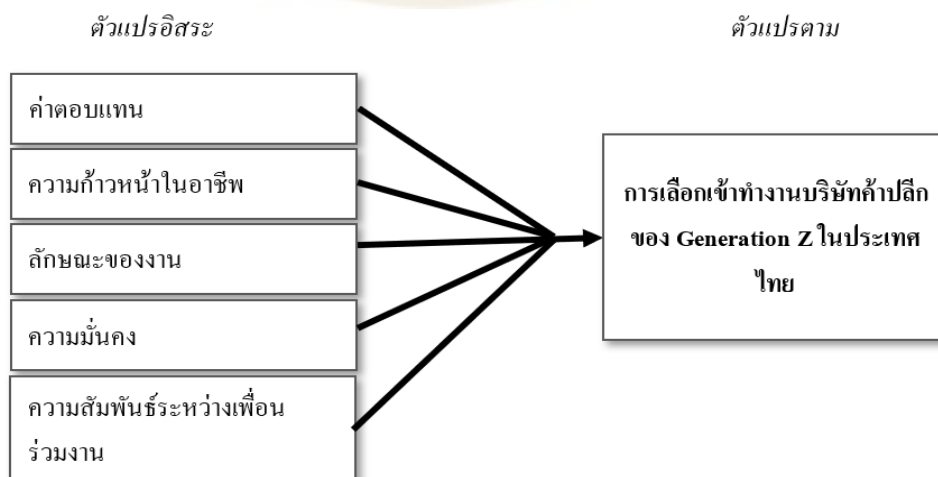 ตัวแปรอิสระ
ตัวแปรตาม
ค่าตอบแทน
ความก้าวหน้าในอาชีพ
ลักษณะของงาน
ความมั่นคง
ความสัมพันธ์ระหว่างเพื่อน
ร่วมงาน
การเลือกเข้าทำงานบริษัทค้าปลีก
ของ Generation Z ในประเทศ
ไทย